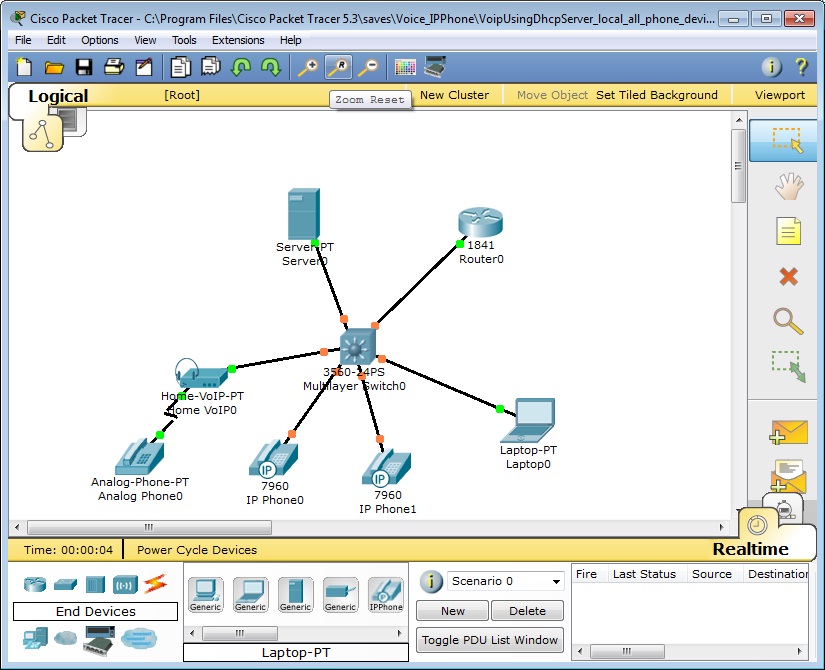 Cisco Packet Tracer - C:\Program Files\Cisco Packet Tracer 5.3\saves\Voice_IPPhone\VoipUsingDhcpServer_local_all_phone_devi...
File Edit Options View Tools Extensions Help
Logical [Root] New Cluster Move Object Set Tiled Background Viewport
Zoom Reset
Server-PT
Server0
1841
Router0
3560-24PS
Multilayer Switch0
Home-VoIP-PT
Home VoIP0
Analog-Phone-PT
Analog Phone0
IP
7960
IP Phone0
IP
7960
IP Phone1
Laptop-PT
Laptop0
Time: 00:00:04 Power Cycle Devices Realtime
End Devices
Generic Generic Generic Generic IPPhone
Laptop-PT
Scenario 0
New Delete
Toggle PDU List Window
Fire Last Status Source Destination